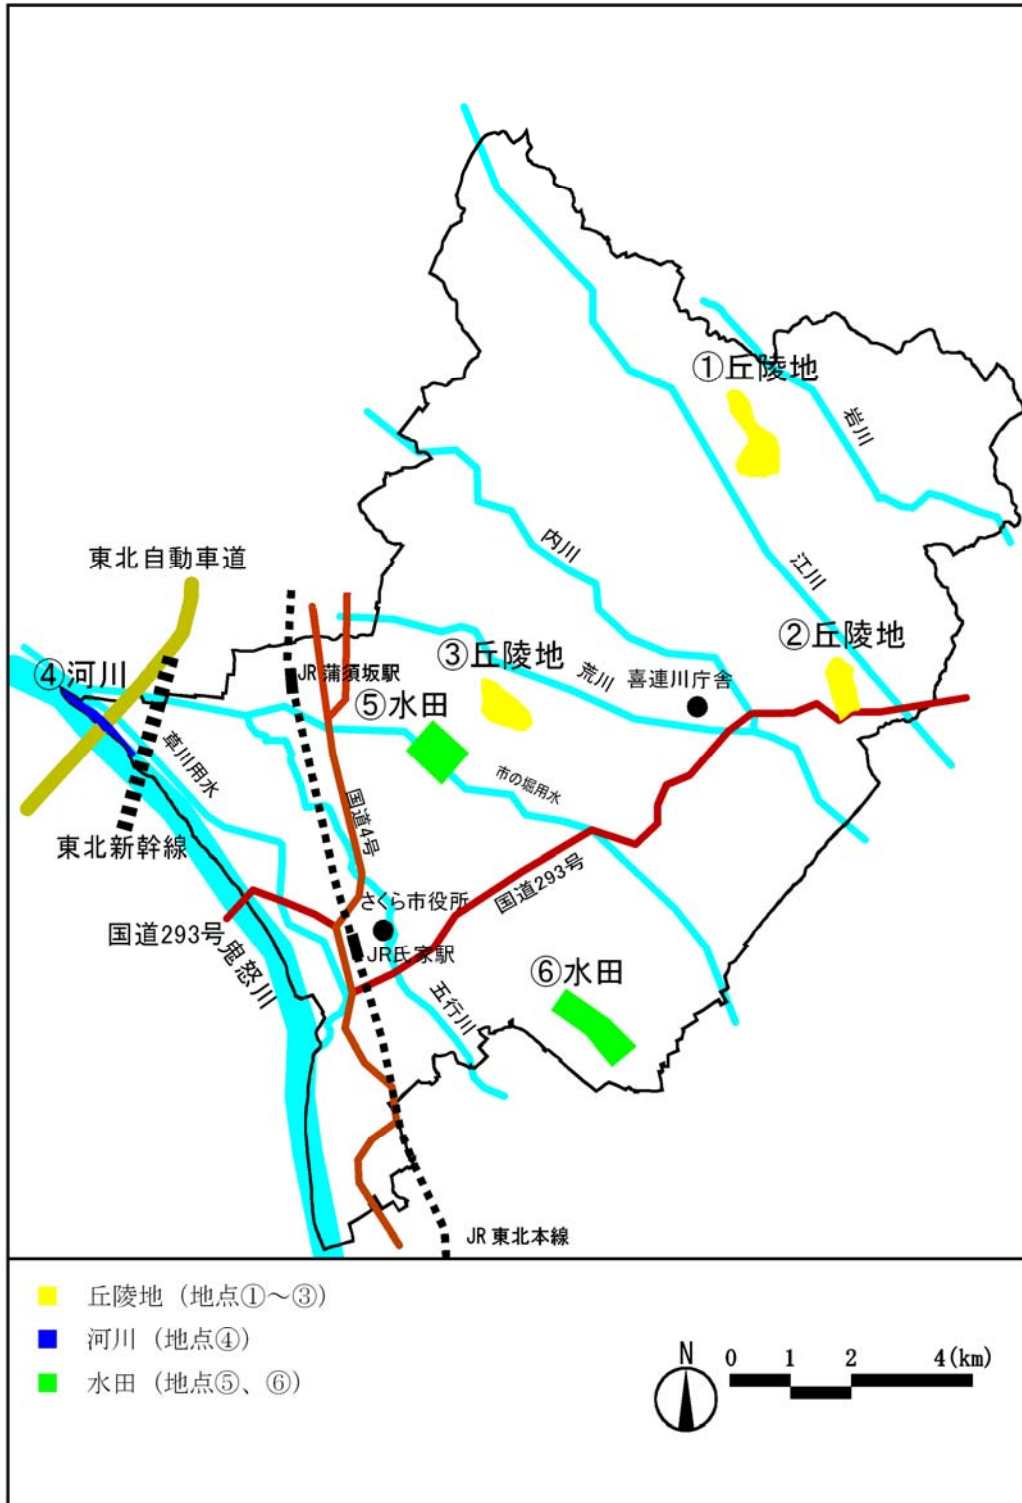 ①丘陵地
岩川
内川
江川
東北自動車道
②丘陵地
③丘陵地
④河川
JR蒲須坂駅
荒川
喜連川庁舎
⑤水田
草川用水
市の堀用水
国道4号
東北新幹線
国道293号
さくら市役所
国道293号
JR氏家駅
鬼怒川
⑥水田
五行川
JR東北本線
丘陵地（地点①～③）
河川（地点④）
水田（地点⑤、⑥）
N
0 1 2 4(km)